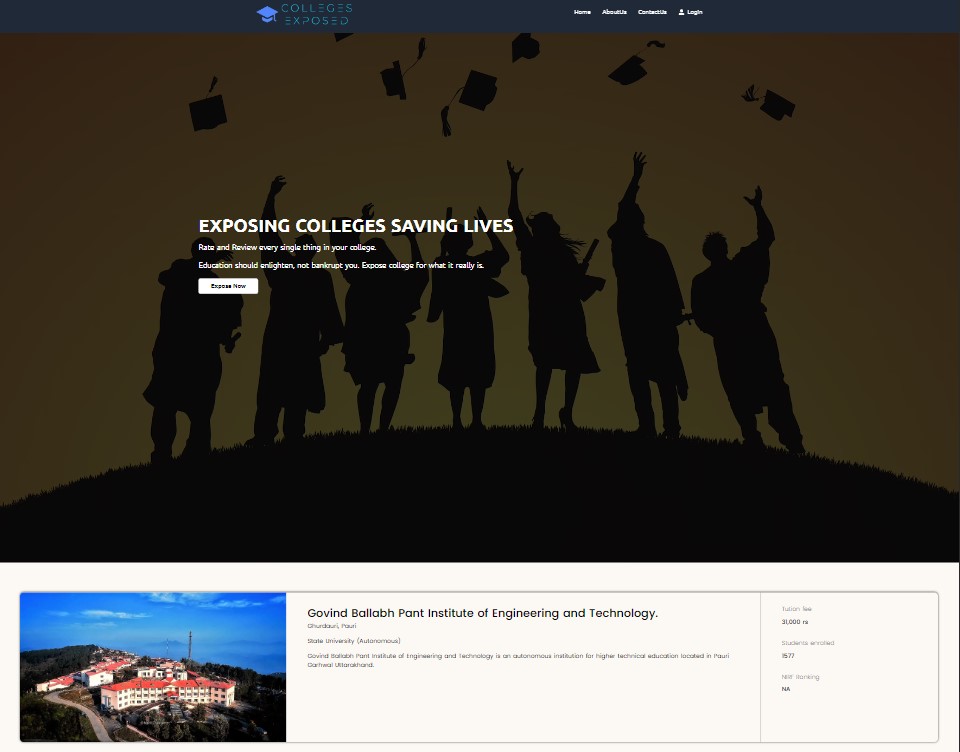 COLLEGES
EXPOSED
Home AboutUs ContactUs Login
EXPOSING COLLEGES SAVING LIVES
Rate and Review every single thing in your college.
Education should enlighten, not bankrupt you. Expose college for what it really is.
Expose Now
Govind Ballabh Pant Institute of Engineering and Technology.
Ghurdauri, Pauri
State University (Autonomous)
Govind Ballabh Pant Institute of Engineering and Technology is an autonomous institution for higher technical education located in Pauri
Garhwal Uttarakhand.
Tution fee
31,000 rs
Students enrolled
1577
NIRF Ranking
NA